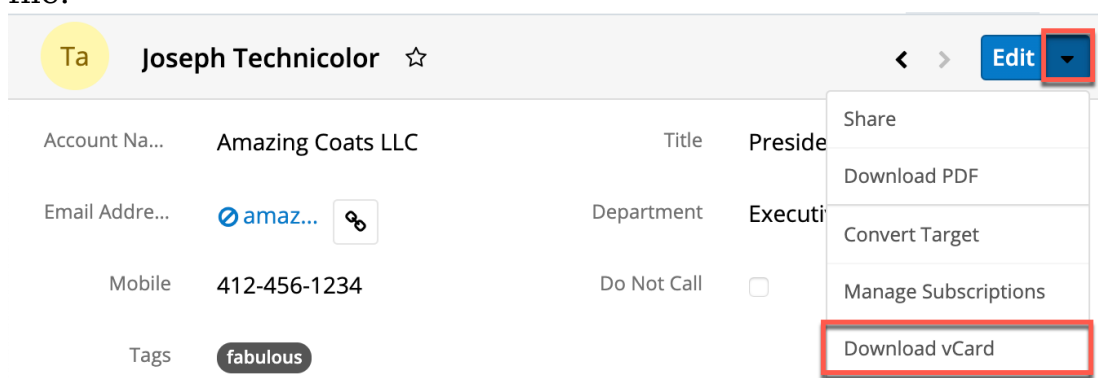 Ta Joseph Technicolor Edit
Share
Account Na... Amazing Coats LLC Title Preside
Download PDF
Email Addre... amaz... Department Executi
Convert Target
Mobile 412-456-1234 Do Not Call
Manage Subscriptions
Tags fabulous
Download vCard